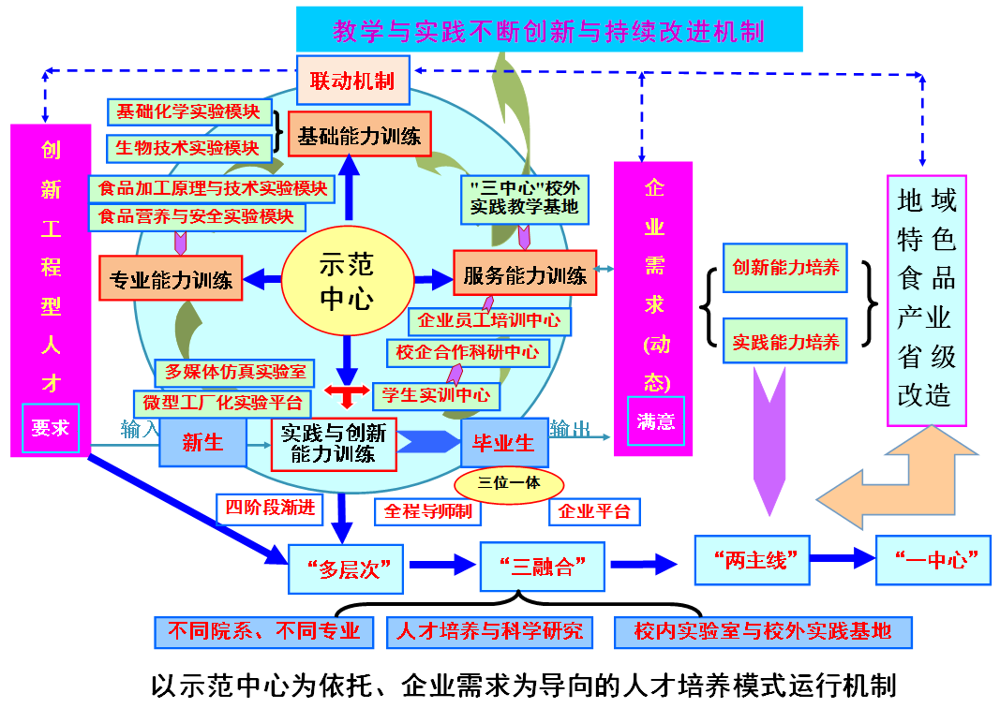 教学与实践不断创新与持续改进机制
联动机制
基础化学实验模块
基础能力训练
生物技术实验模块
创新工程型人才
要求
食品加工原理与技术实验模块
食品营养与安全实验模块
"三中心"校外
实践教学基地
专业能力训练
示范
中心
服务能力训练
企业需求(动态)
满意
创新能力培养
实践能力培养
地域
特色
食品
产业
省级
改造
企业员工培训中心
校企合作科研中心
多媒体仿真实验室
学生实训中心
微型工厂化实验平台
输入
新生
实践与创新
能力训练
毕业生
输出
三位一体
四阶段渐进
全程导师制
企业平台
“多层次”
“三融合”
“两主线”
“一中心”
不同院系、不同专业
人才培养与科学研究
校内实验室与校外实践基地
以示范中心为依托、企业需求为导向的人才培养模式运行机制